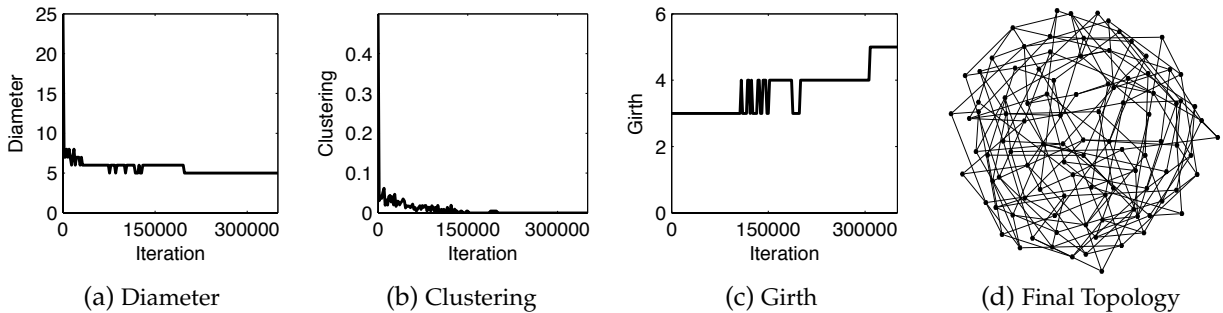 25
20
15
10
5
0
Diameter
0 150000 300000
Iteration
(a) Diameter
0.4
0.3
0.2
0.1
0
Clustering
0 150000 300000
Iteration
(b) Clustering
6
4
2
0
Girth
0 150000 300000
Iteration
(c) Girth
(d) Final Topology